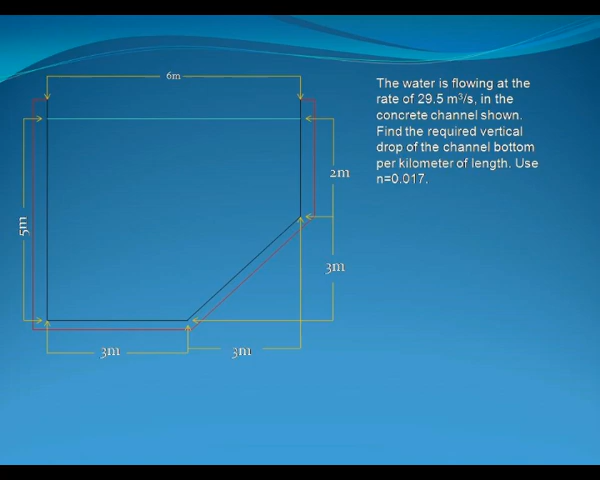 6m
The water is flowing at the
rate of 29.5 m³/s, in the
concrete channel shown.
Find the required vertical
drop of the channel bottom
per kilometer of length. Use
n=0.017.
2m
5m
3m
3m
3m